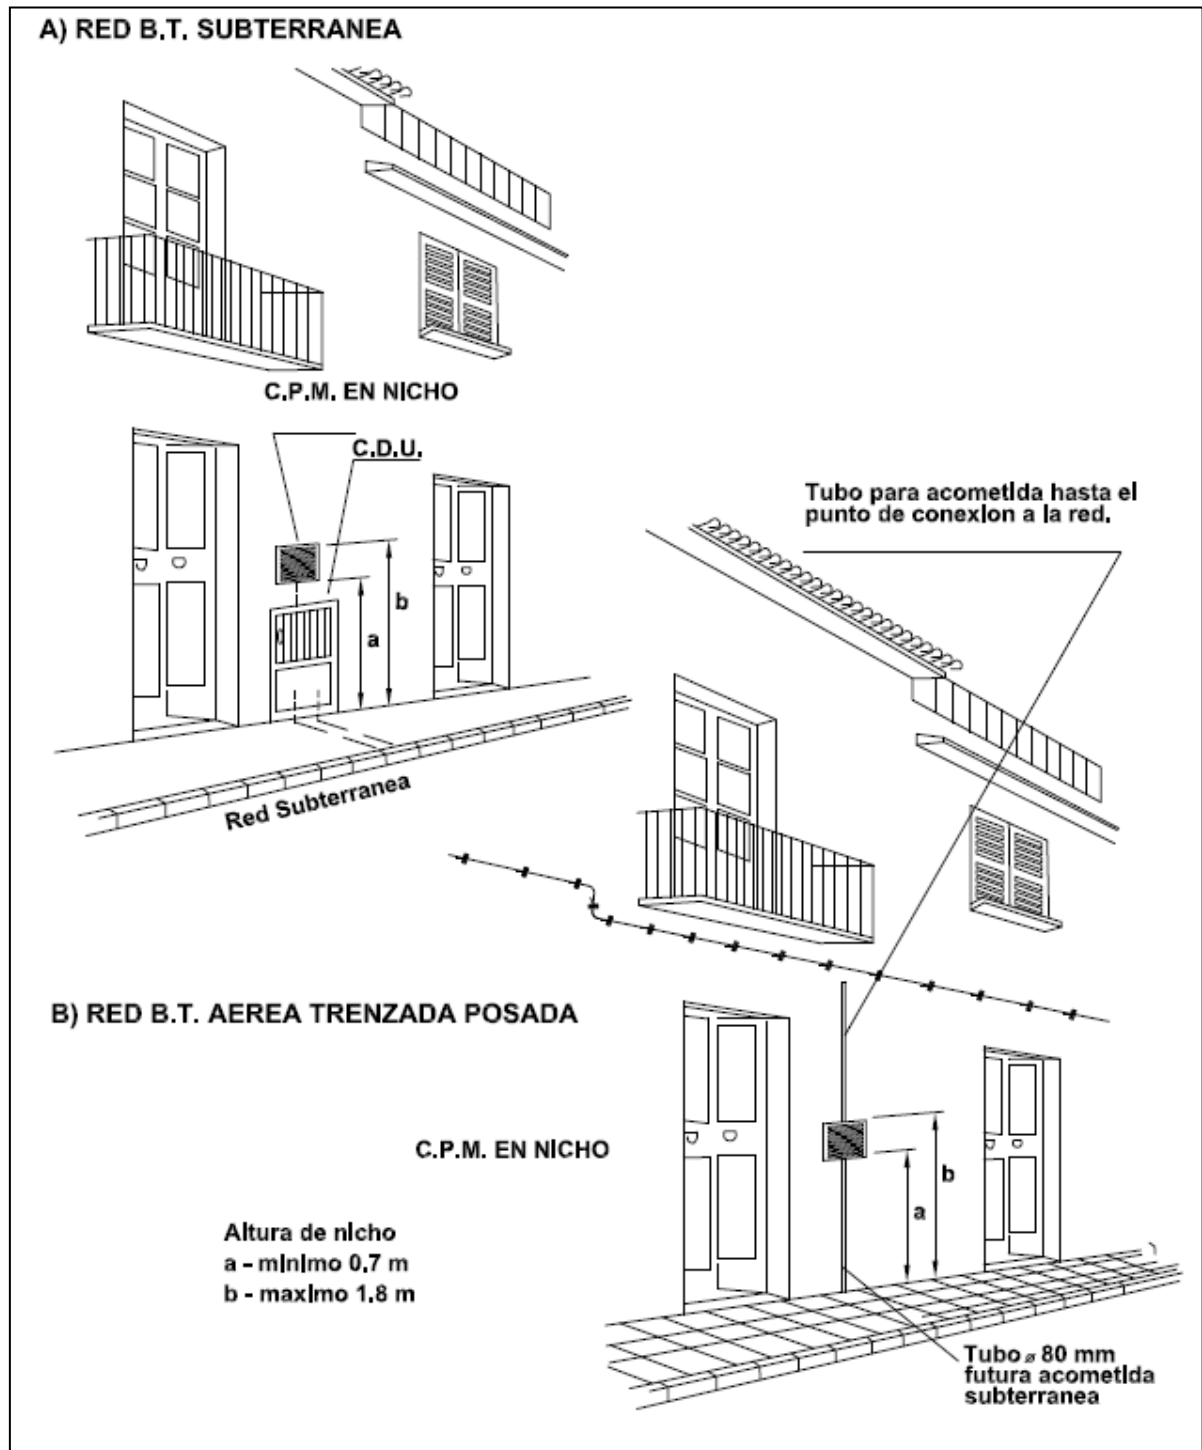 A) RED B.T. SUBTERRANEA
C.P.M. EN NICHO
C.D.U.
b
a
Red Subterranea
Tubo para acometida hasta el
punto de conexion a la red.
B) RED B.T. AEREA TRENZADA POSADA
C.P.M. EN NICHO
b
a
Altura de nicho
a - minimo 0,7 m
b - maximo 1.8 m
Tubo ⌀ 80 mm
futura acometida
subterranea